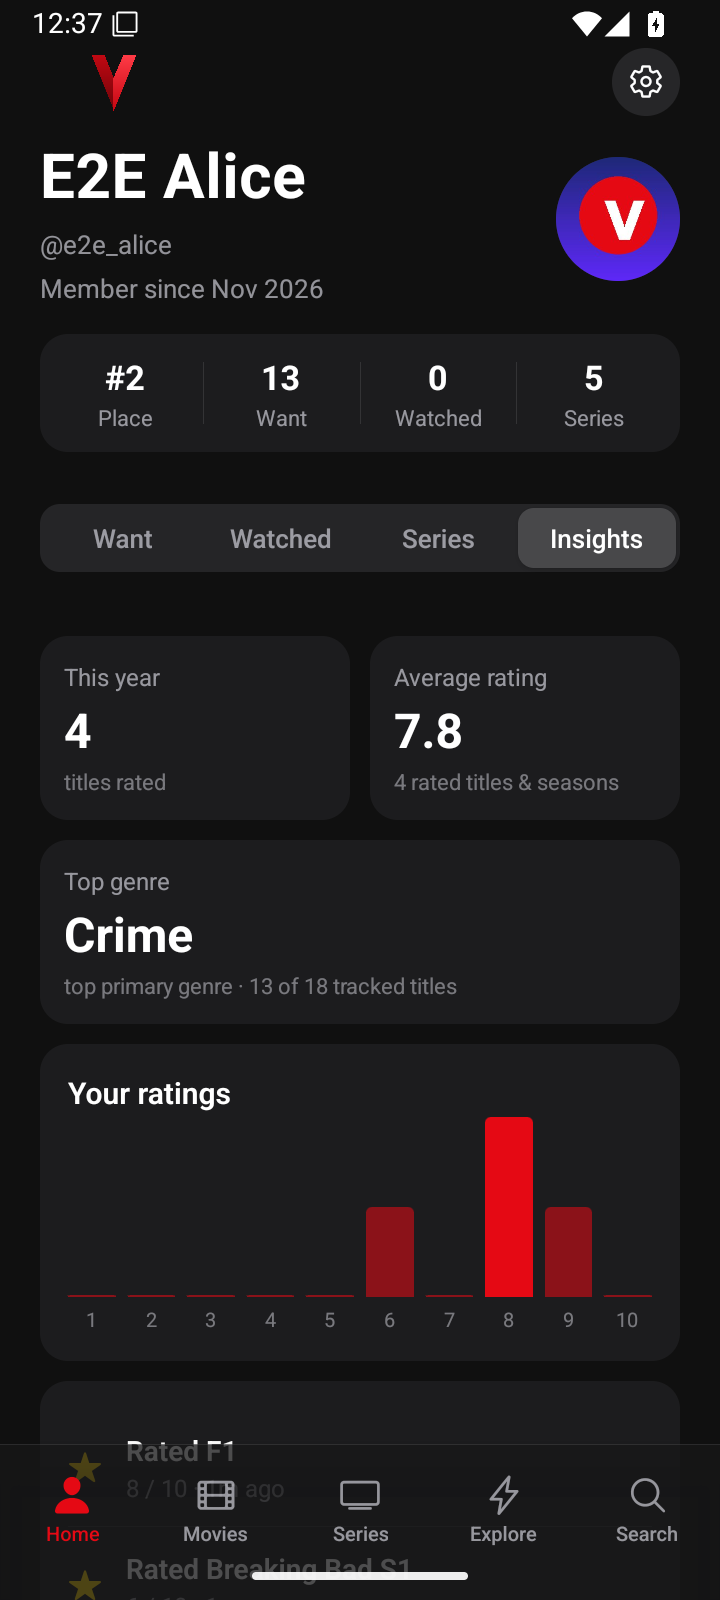 12:37
E2E Alice
@e2e_alice
Member since Nov 2026
#2 13 0 5
Place Want Watched Series
Want Watched Series Insights
This year
4
titles rated
Average rating
7.8
4 rated titles & seasons
Top genre
Crime
top primary genre · 13 of 18 tracked titles
Your ratings
1 2 3 4 5 6 7 8 9 10
Rated F1
8 / 10 · ago
Home Movies Series Explore Search
Rated Breaking Bad S1